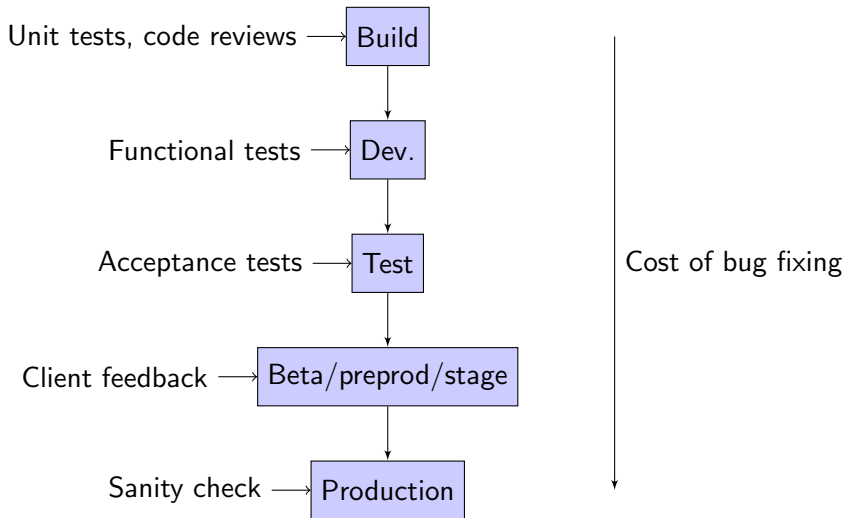 Unit tests, code reviews
Build
Functional tests
Dev.
Acceptance tests
Test
Cost of bug fixing
Client feedback
Beta/preprod/stage
Sanity check
Production